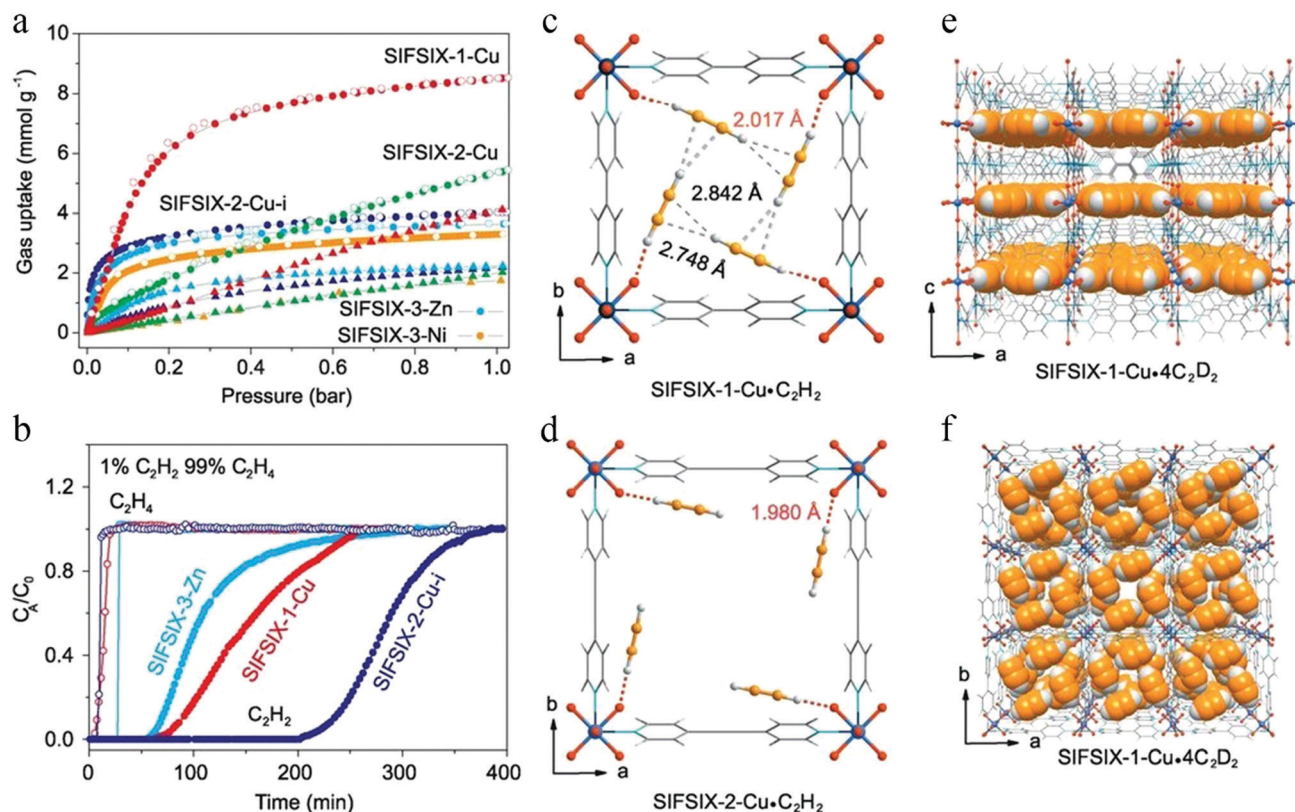 a
Gas uptake (mmol g⁻¹)
10
8
6
4
2
0
SIFSIX-1-Cu
SIFSIX-2-Cu
SIFSIX-2-Cu-i
SIFSIX-3-Zn
SIFSIX-3-Ni
0.0 0.2 0.4 0.6 0.8 1.0
Pressure (bar)
b
C_A/C_0
1.2
0.8
0.4
0.0
1% C₂H₂ 99% C₂H₄
C₂H₄
SIFSIX-3-Zn
SIFSIX-1-Cu
SIFSIX-2-Cu-i
C₂H₂
0 100 200 300 400
Time (min)
c
2.017 Å
2.842 Å
2.748 Å
b
a
SIFSIX-1-Cu•C₂H₂
d
1.980 Å
b
a
SIFSIX-2-Cu•C₂H₂
e
c
a
SIFSIX-1-Cu•4C₂D₂
f
b
a
SIFSIX-1-Cu•4C₂D₂